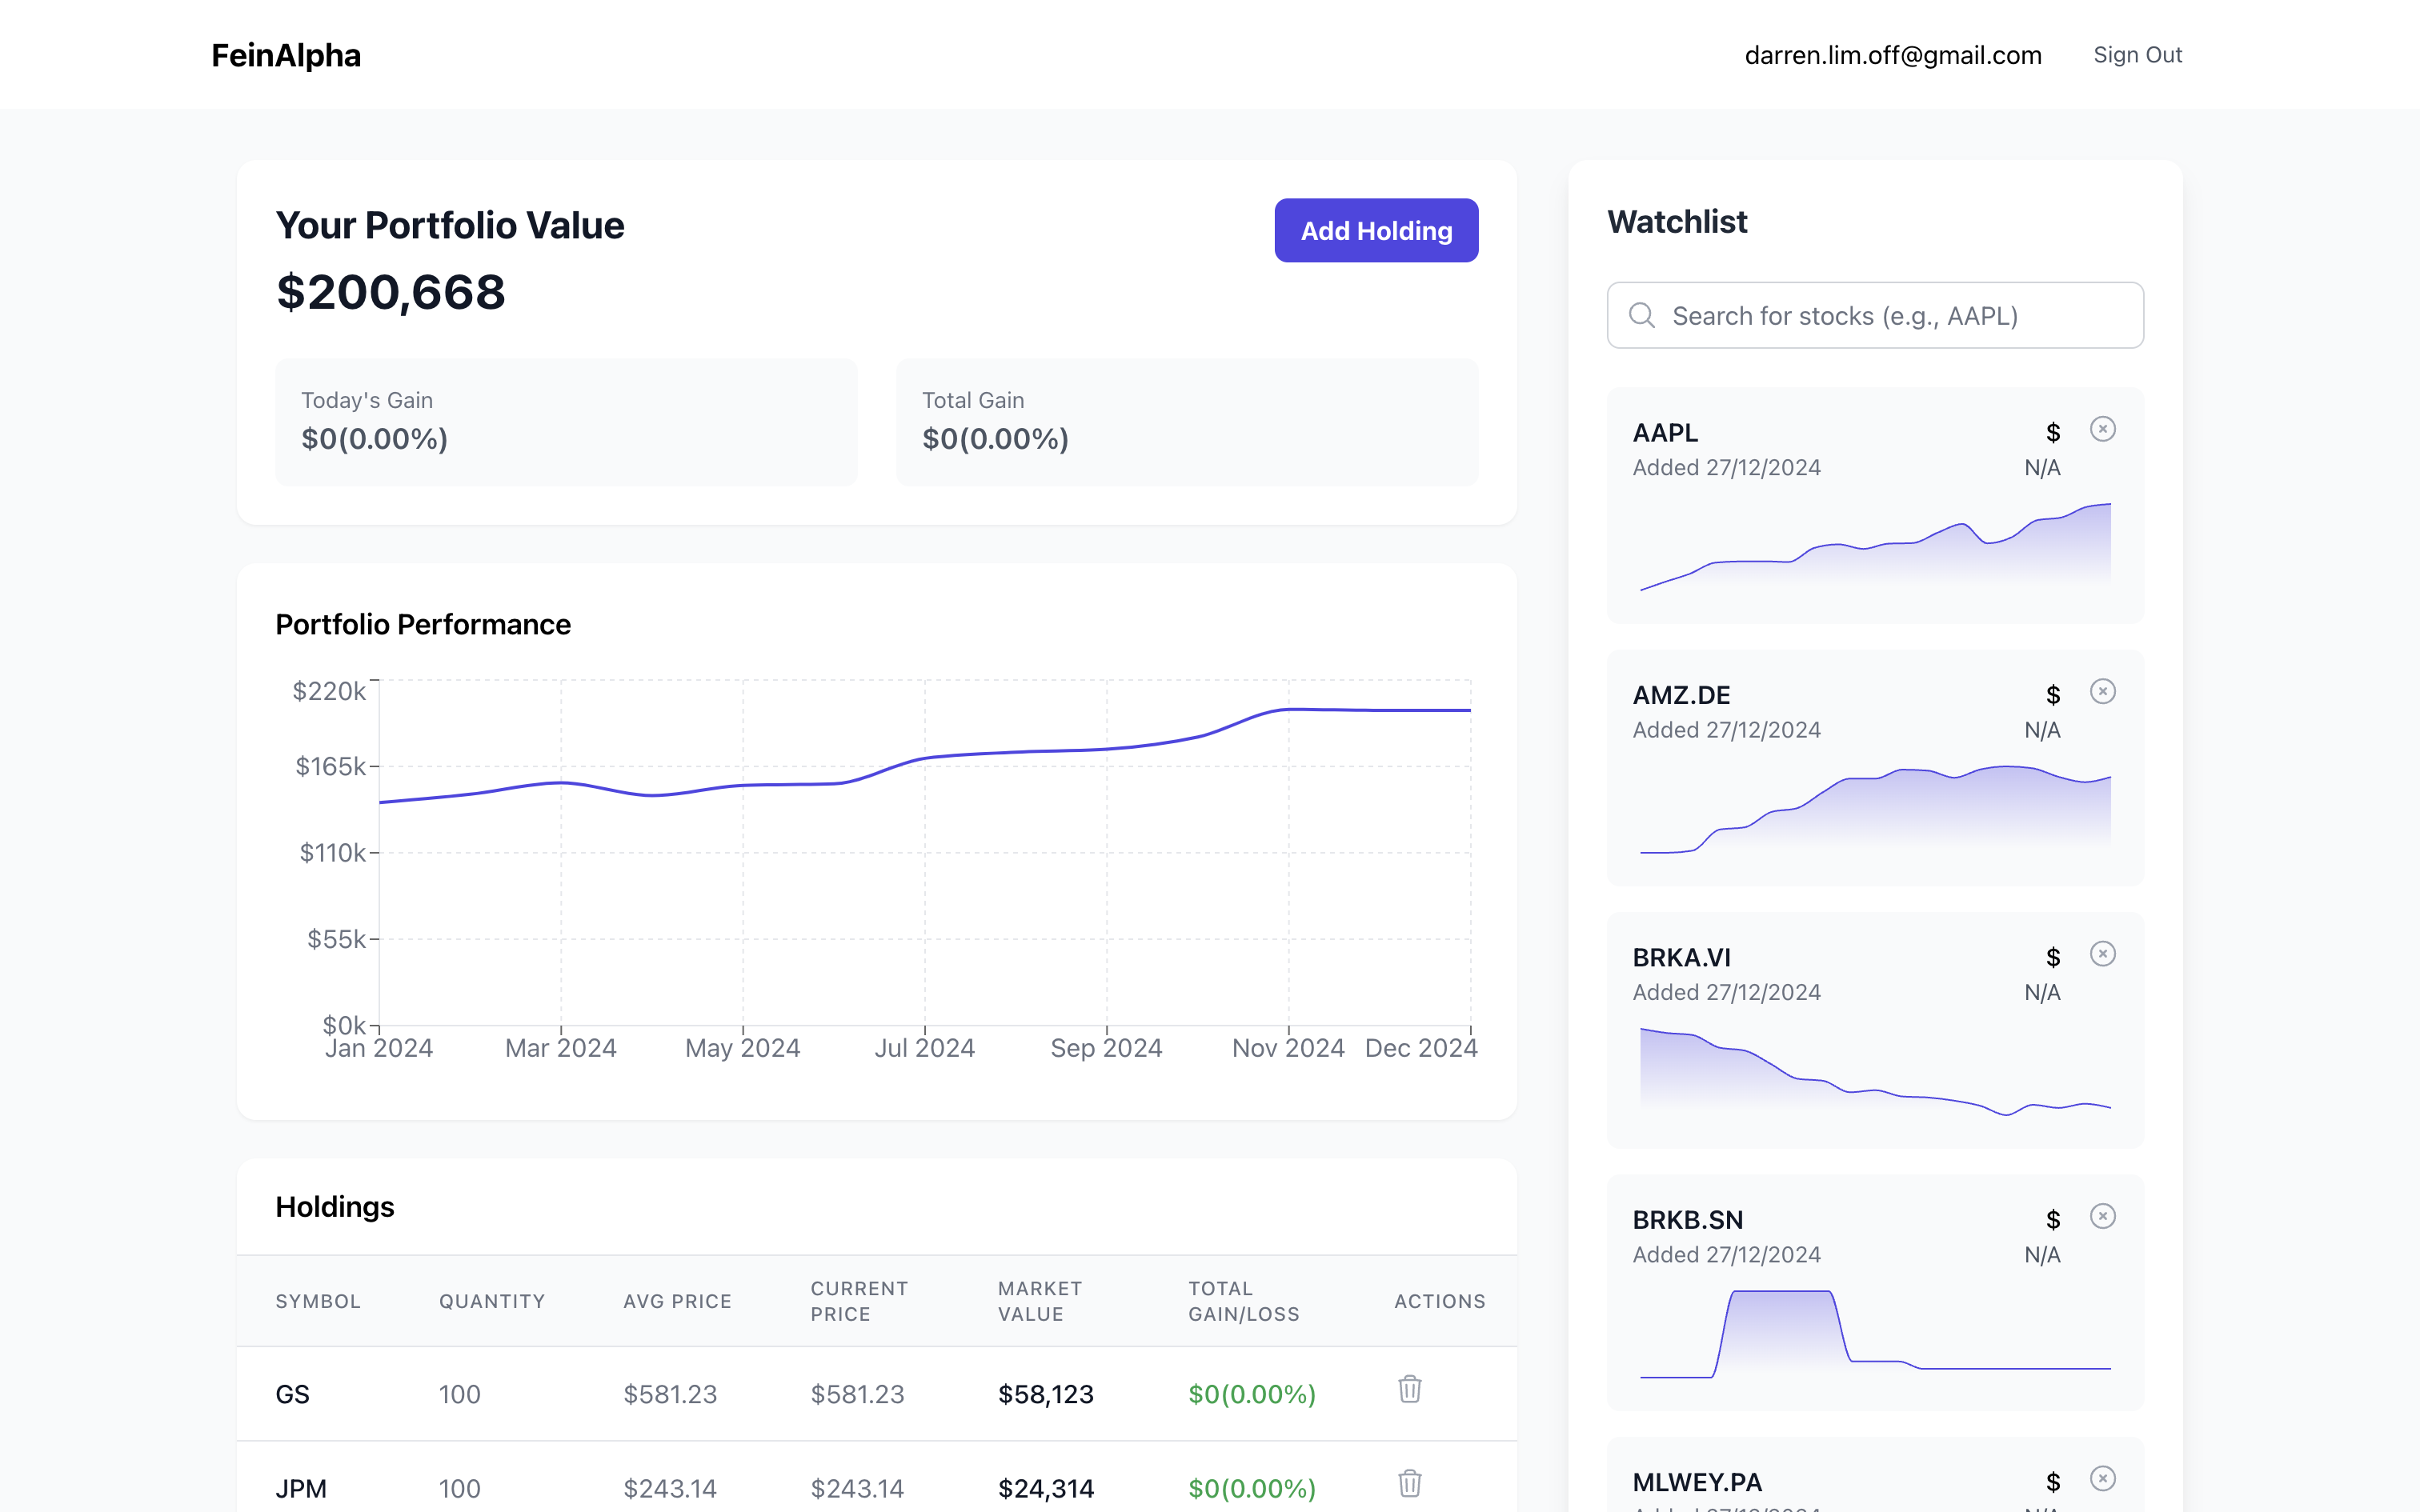 FeinAlpha
darren.lim.off@gmail.com
Sign Out
Your Portfolio Value
Add Holding
$200,668
Today's Gain
$0(0.00%)
Total Gain
$0(0.00%)
Portfolio Performance
$220k
$165k
$110k
$55k
$0k
Jan 2024
Mar 2024
May 2024
Jul 2024
Sep 2024
Nov 2024
Dec 2024
Holdings
SYMBOL
QUANTITY
AVG PRICE
CURRENT
PRICE
MARKET
VALUE
TOTAL
GAIN/LOSS
ACTIONS
GS
100
$581.23
$581.23
$58,123
$0(0.00%)
JPM
100
$243.14
$243.14
$24,314
$0(0.00%)
Watchlist
Search for stocks (e.g., AAPL)
AAPL
$
Added 27/12/2024
N/A
AMZ.DE
$
Added 27/12/2024
N/A
BRKA.VI
$
Added 27/12/2024
N/A
BRKB.SN
$
Added 27/12/2024
N/A
MLWEY.PA
$